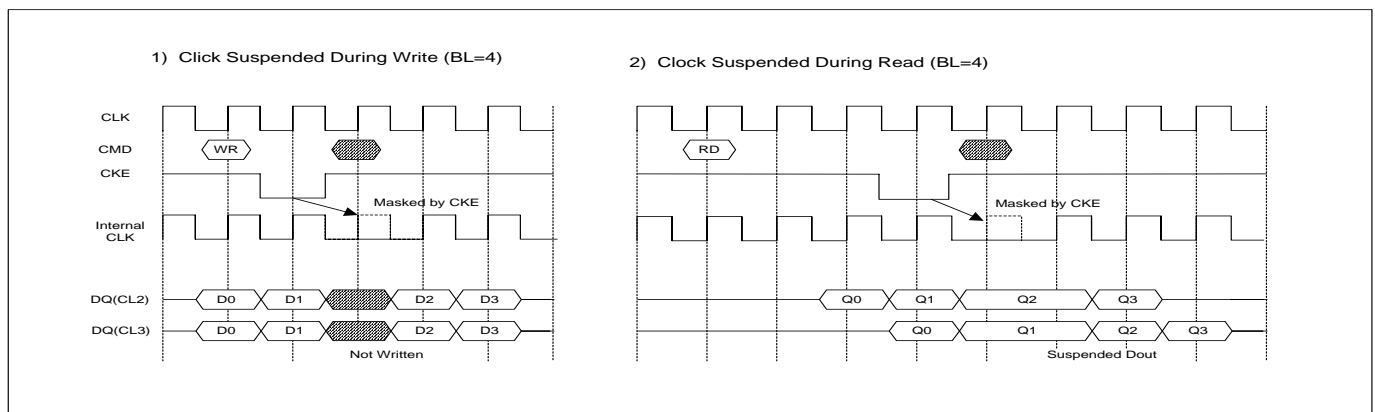 1) Click Suspended During Write (BL=4)
2) Clock Suspended During Read (BL=4)
CLK
CMD WR RD
CKE
Masked by CKE Masked by CKE
Internal
CLK
DQ(CL2) D0 D1 D2 D3 Q0 Q1 Q2 Q3
DQ(CL3) D0 D1 D2 D3 Q0 Q1 Q2 Q3
Not Written Suspended Dout